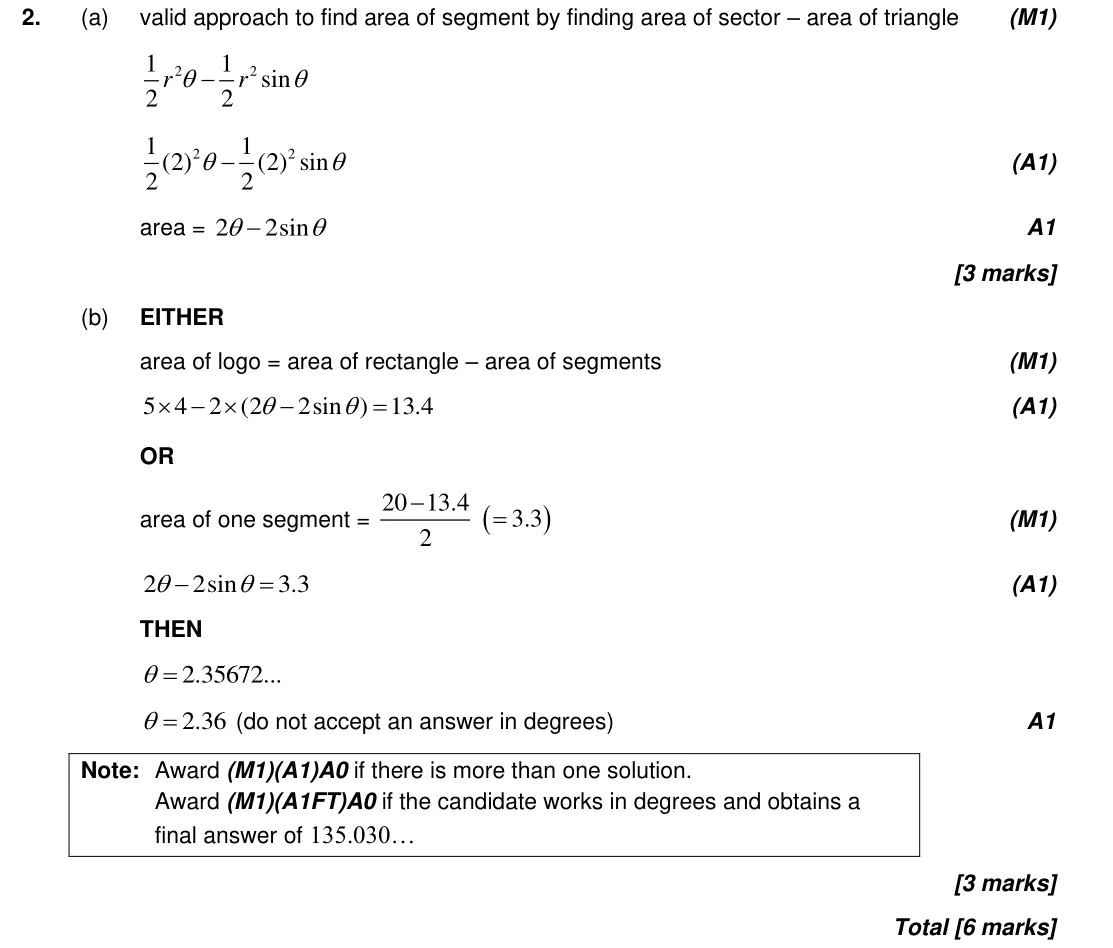 2. (a) valid approach to find area of segment by finding area of sector – area of triangle (M1)
1/2 r²θ – 1/2 r² sin θ
1/2 (2)²θ – 1/2 (2)² sin θ (A1)
area = 2θ – 2sin θ A1
[3 marks]
(b) EITHER
area of logo = area of rectangle – area of segments (M1)
5×4 – 2×(2θ – 2sin θ) = 13.4 (A1)
OR
area of one segment = (20–13.4)/2 (= 3.3) (M1)
2θ – 2sin θ = 3.3 (A1)
THEN
θ = 2.35672...
θ = 2.36 (do not accept an answer in degrees) A1
Note: Award (M1)(A1)A0 if there is more than one solution.
Award (M1)(A1FT)A0 if the candidate works in degrees and obtains a
final answer of 135.030…
[3 marks]
Total [6 marks]